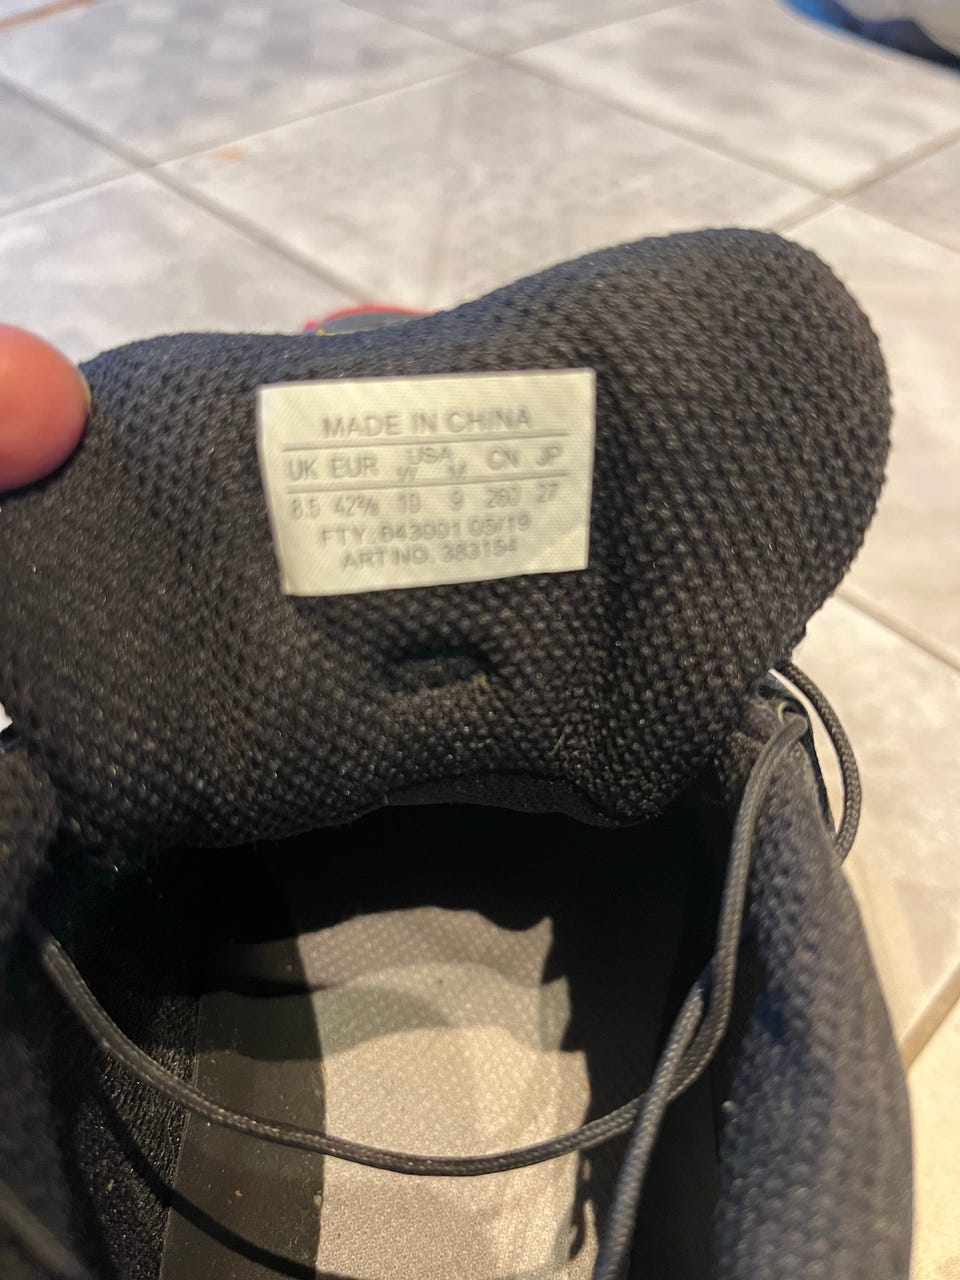 MADE IN CHINA
UK EUR USA CN JP
W M
8.5 42⅔ 10 9 260 27
FTY.:043001 05/19
ART NO. 383154